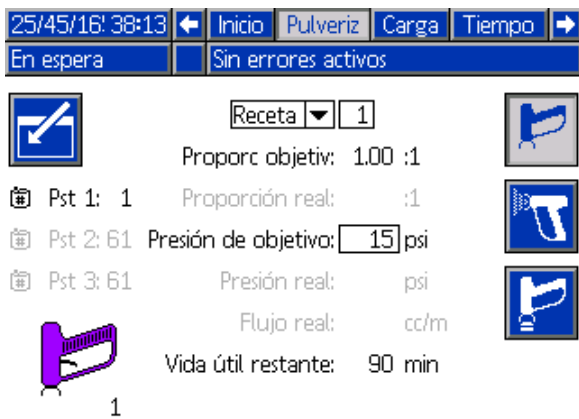 25/45/16 38:13 Inicio Pulveriz Carga Tiempo
En espera Sin errores activos
Receta 1
Proporc objetiv: 1.00 :1
Pst 1: 1 Proporción real: :1
Pst 2: 61 Presión de objetivo: 15 psi
Pst 3: 61 Presión real: psi
Flujo real: cc/m
Vida útil restante: 90 min
1